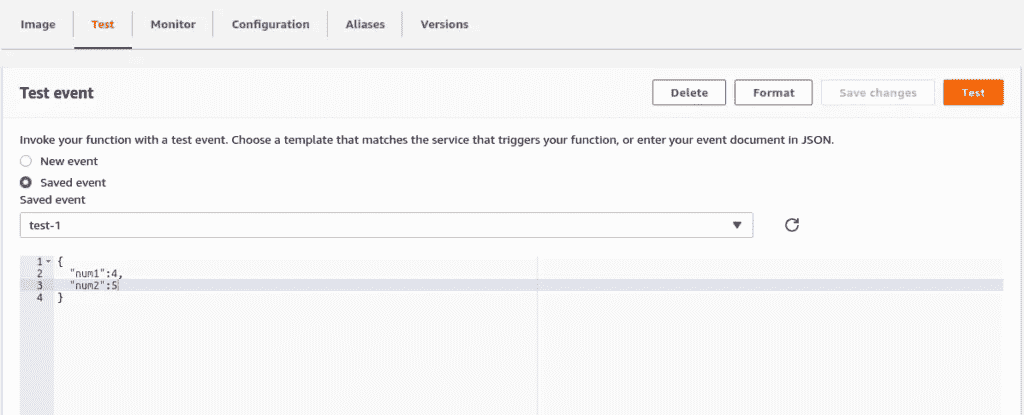 Image Test Monitor Configuration Aliases Versions
Test event Delete Format Save changes Test
Invoke your function with a test event. Choose a template that matches the service that triggers your function, or enter your event document in JSON.
New event
Saved event
Saved event
test-1
1 {
2 "num1":4,
3 "num2":5
4 }